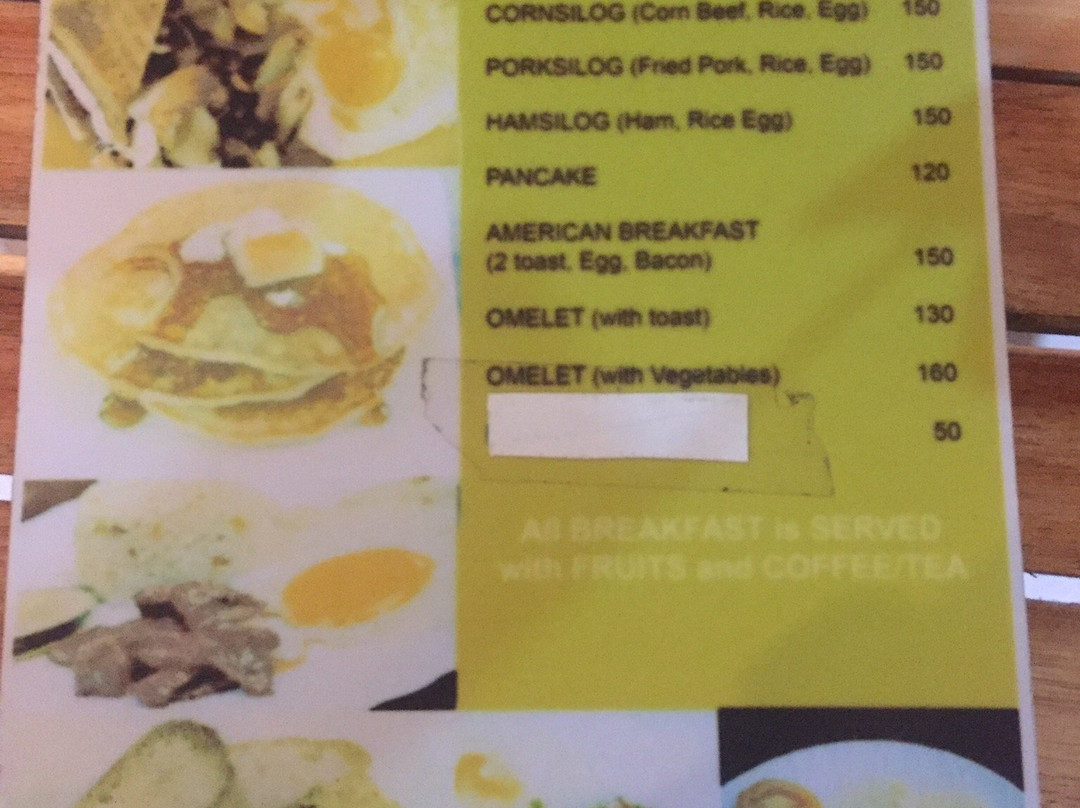 CORNSILOG (Corn Beef, Rice, Egg) 150
PORKSILOG (Fried Pork, Rice, Egg) 150
HAMSILOG (Ham, Rice Egg) 150
PANCAKE 120
AMERICAN BREAKFAST
(2 toast, Egg, Bacon) 150
OMELET (with toast) 130
OMELET (with Vegetables) 160
50
All BREAKFAST is SERVED
with FRUITS and COFFEE/TEA